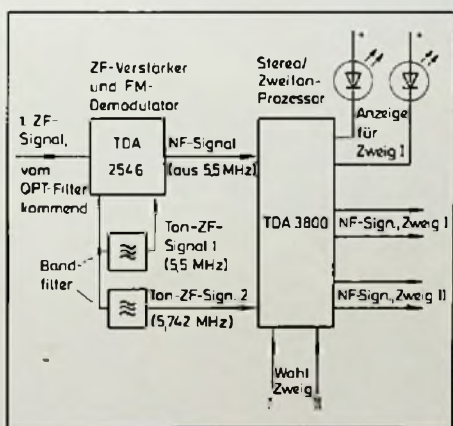 ZF-Verstärker
und FM-
Demodulator
Stereo/
Zweiton-
Prozessor
1. ZF-
Signal,
vom
OPT-Filter
kommend
TDA
2546
NF-Signal
(aus 5,5 MHz)
TDA 3800
Anzeige
für
Zweig I
Ton-ZF-
Signal 1
(5,5 MHz)
Band-
filter
Ton-ZF-Sign. 2
(5,742 MHz)
NF-Sign., Zweig I
NF-Sign., Zweig II
Wahl
Zweig